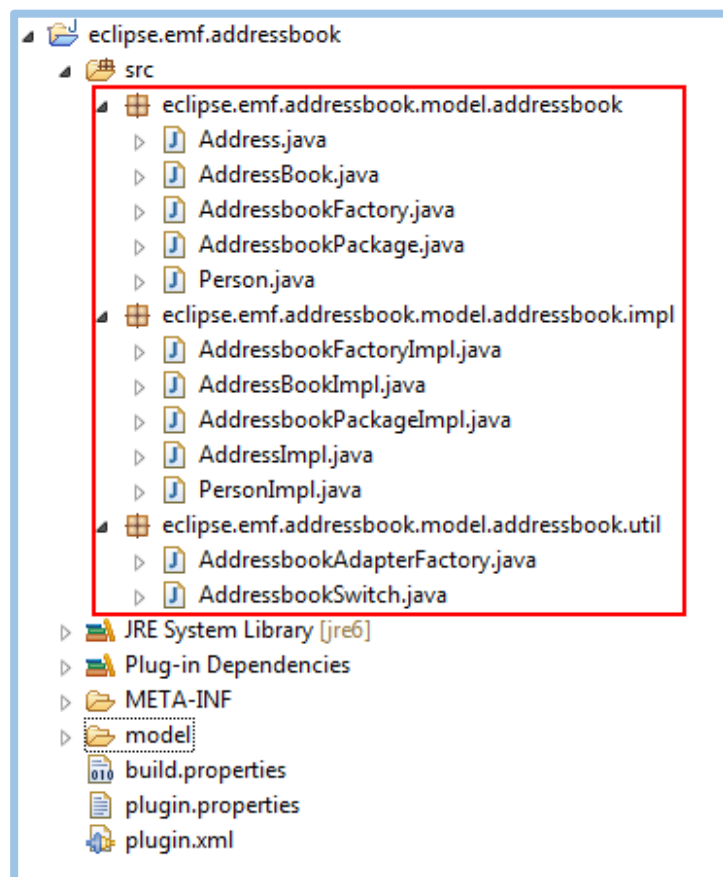 eclipse.emf.addressbook
src
eclipse.emf.addressbook.model.addressbook
Address.java
AddressBook.java
AddressbookFactory.java
AddressbookPackage.java
Person.java
eclipse.emf.addressbook.model.addressbook.impl
AddressbookFactoryImpl.java
AddressBookImpl.java
AddressbookPackageImpl.java
AddressImpl.java
PersonImpl.java
eclipse.emf.addressbook.model.addressbook.util
AddressbookAdapterFactory.java
AddressbookSwitch.java
JRE System Library [jre6]
Plug-in Dependencies
META-INF
model
build.properties
plugin.properties
plugin.xml